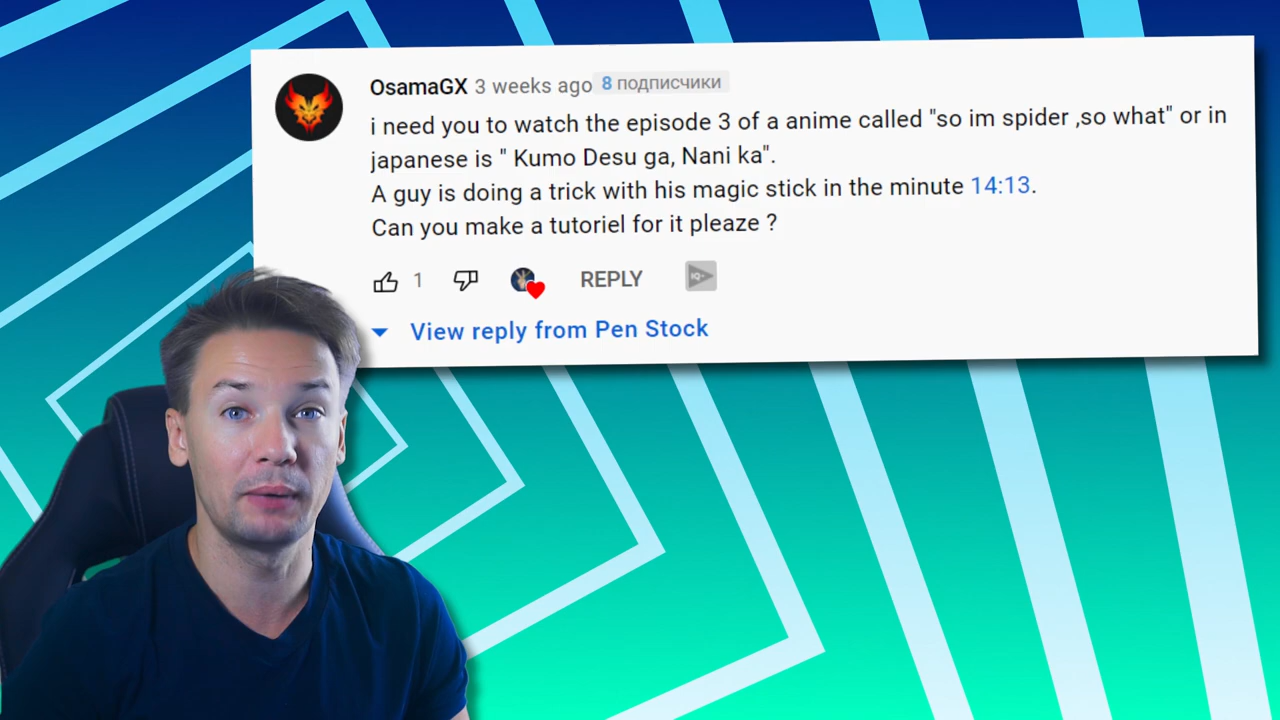 OsamaGX 3 weeks ago 8 подписчики
i need you to watch the episode 3 of a anime called "so im spider ,so what" or in
japanese is " Kumo Desu ga, Nani ka".
A guy is doing a trick with his magic stick in the minute 14:13.
Can you make a tutoriel for it pleaze ?
1 REPLY IQ
View reply from Pen Stock